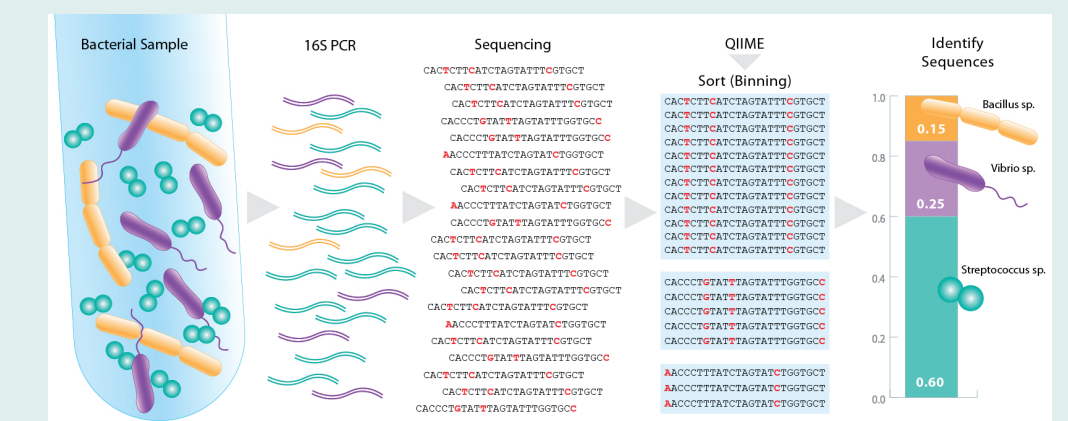 Bacterial Sample
16S PCR
Sequencing
CACTCTTCATCTAGTATTTCGTGCT
CACTCTTCATCTAGTATTTCGTGCT
CACTCTTCATCTAGTATTTCGTGCT
CACCCTGTATTTAGTATTTGGTGCC
CACCCTGTATTTAGTATTTGGTGCC
AACCCTTTATCTAGTATCTGGTGCT
CACTCTTCATCTAGTATTTCGTGCT
CACTCTTCATCTAGTATTTCGTGCT
AACCCTTTATCTAGTATCTGGTGCT
CACCCTGTATTTAGTATTTGGTGCC
CACTCTTCATCTAGTATTTCGTGCT
CACTCTTCATCTAGTATTTCGTGCT
CACTCTTCATCTAGTATTTCGTGCT
CACTCTTCATCTAGTATTTCGTGCT
CACTCTTCATCTAGTATTTCGTGCT
AACCCTTTATCTAGTATCTGGTGCT
CACTCTTCATCTAGTATTTCGTGCT
CACCCTGTATTTAGTATTTGGTGCC
CACTCTTCATCTAGTATTTCGTGCT
CACTCTTCATCTAGTATTTCGTGCT
CACCCTGTATTTAGTATTTGGTGCC
QIIME
Sort (Binning)
CACTCTTCATCTAGTATTTCGTGCT
CACTCTTCATCTAGTATTTCGTGCT
CACTCTTCATCTAGTATTTCGTGCT
CACTCTTCATCTAGTATTTCGTGCT
CACTCTTCATCTAGTATTTCGTGCT
CACTCTTCATCTAGTATTTCGTGCT
CACTCTTCATCTAGTATTTCGTGCT
CACTCTTCATCTAGTATTTCGTGCT
CACTCTTCATCTAGTATTTCGTGCT
CACTCTTCATCTAGTATTTCGTGCT
CACTCTTCATCTAGTATTTCGTGCT
CACTCTTCATCTAGTATTTCGTGCT
CACCCTGTATTTAGTATTTGGTGCC
CACCCTGTATTTAGTATTTGGTGCC
CACCCTGTATTTAGTATTTGGTGCC
CACCCTGTATTTAGTATTTGGTGCC
CACCCTGTATTTAGTATTTGGTGCC
AACCCTTTATCTAGTATCTGGTGCT
AACCCTTTATCTAGTATCTGGTGCT
AACCCTTTATCTAGTATCTGGTGCT
Identify
Sequences
1.0
0.8
0.6
0.4
0.2
0.0
0.15
0.25
0.60
Bacillus sp.
Vibrio sp.
Streptococcus sp.